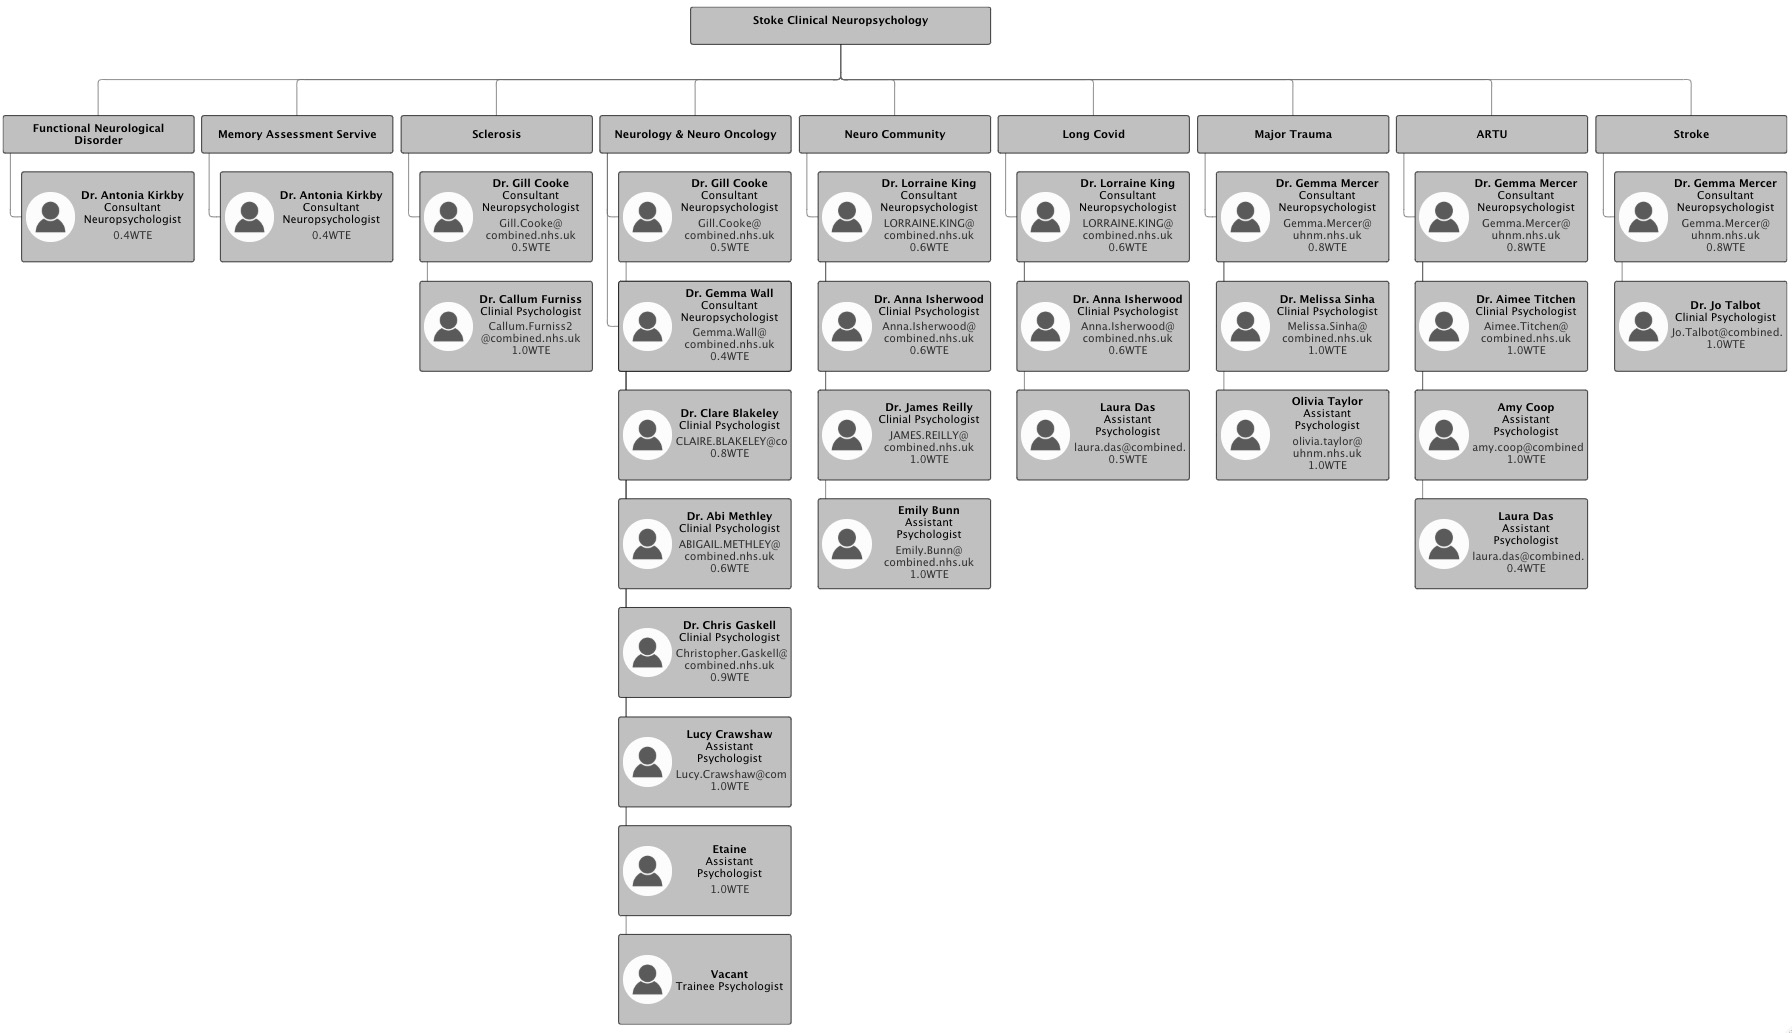 Stoke Clinical Neuropsychology
Functional Neurological
Disorder
Dr. Antonia Kirkby
Consultant
Neuropsychologist
0.4WTE
Memory Assessment Servive
Dr. Antonia Kirkby
Consultant
Neuropsychologist
0.4WTE
Sclerosis
Dr. Gill Cooke
Consultant
Neuropsychologist
Gill.Cooke@
combined.nhs.uk
0.5WTE
Dr. Callum Furniss
Clinial Psychologist
Callum.Furniss2
@combined.nhs.uk
1.0WTE
Neurology & Neuro Oncology
Dr. Gill Cooke
Consultant
Neuropsychologist
Gill.Cooke@
combined.nhs.uk
0.5WTE
Dr. Gemma Wall
Consultant
Neuropsychologist
Gemma.Wall@
combined.nhs.uk
0.4WTE
Dr. Clare Blakeley
Clinial Psychologist
CLAIRE.BLAKELEY@co
0.8WTE
Dr. Abi Methley
Clinial Psychologist
ABIGAIL.METHLEY@
combined.nhs.uk
0.6WTE
Dr. Chris Gaskell
Clinial Psychologist
Christopher.Gaskell@
combined.nhs.uk
0.9WTE
Lucy Crawshaw
Assistant
Psychologist
Lucy.Crawshaw@com
1.0WTE
Etaine
Assistant
Psychologist
1.0WTE
Vacant
Trainee Psychologist
Neuro Community
Dr. Lorraine King
Consultant
Neuropsychologist
LORRAINE.KING@
combined.nhs.uk
0.6WTE
Dr. Anna Isherwood
Clinial Psychologist
Anna.Isherwood@
combined.nhs.uk
0.6WTE
Dr. James Reilly
Clinial Psychologist
JAMES.REILLY@
combined.nhs.uk
1.0WTE
Emily Bunn
Assistant
Psychologist
Emily.Bunn@
combined.nhs.uk
1.0WTE
Long Covid
Dr. Lorraine King
Consultant
Neuropsychologist
LORRAINE.KING@
combined.nhs.uk
0.6WTE
Dr. Anna Isherwood
Clinial Psychologist
Anna.Isherwood@
combined.nhs.uk
0.6WTE
Laura Das
Assistant
Psychologist
laura.das@combined.
0.5WTE
Major Trauma
Dr. Gemma Mercer
Consultant
Neuropsychologist
Gemma.Mercer@
uhnm.nhs.uk
0.8WTE
Dr. Melissa Sinha
Clinial Psychologist
Melissa.Sinha@
combined.nhs.uk
1.0WTE
Olivia Taylor
Assistant
Psychologist
olivia.taylor@
uhnm.nhs.uk
1.0WTE
ARTU
Dr. Gemma Mercer
Consultant
Neuropsychologist
Gemma.Mercer@
uhnm.nhs.uk
0.8WTE
Dr. Aimee Titchen
Clinial Psychologist
Aimee.Titchen@
combined.nhs.uk
1.0WTE
Amy Coop
Assistant
Psychologist
amy.coop@combined
1.0WTE
Laura Das
Assistant
Psychologist
laura.das@combined.
0.4WTE
Stroke
Dr. Gemma Mercer
Consultant
Neuropsychologist
Gemma.Mercer@
uhnm.nhs.uk
0.8WTE
Dr. Jo Talbot
Clinial Psychologist
Jo.Talbot@combined.
1.0WTE